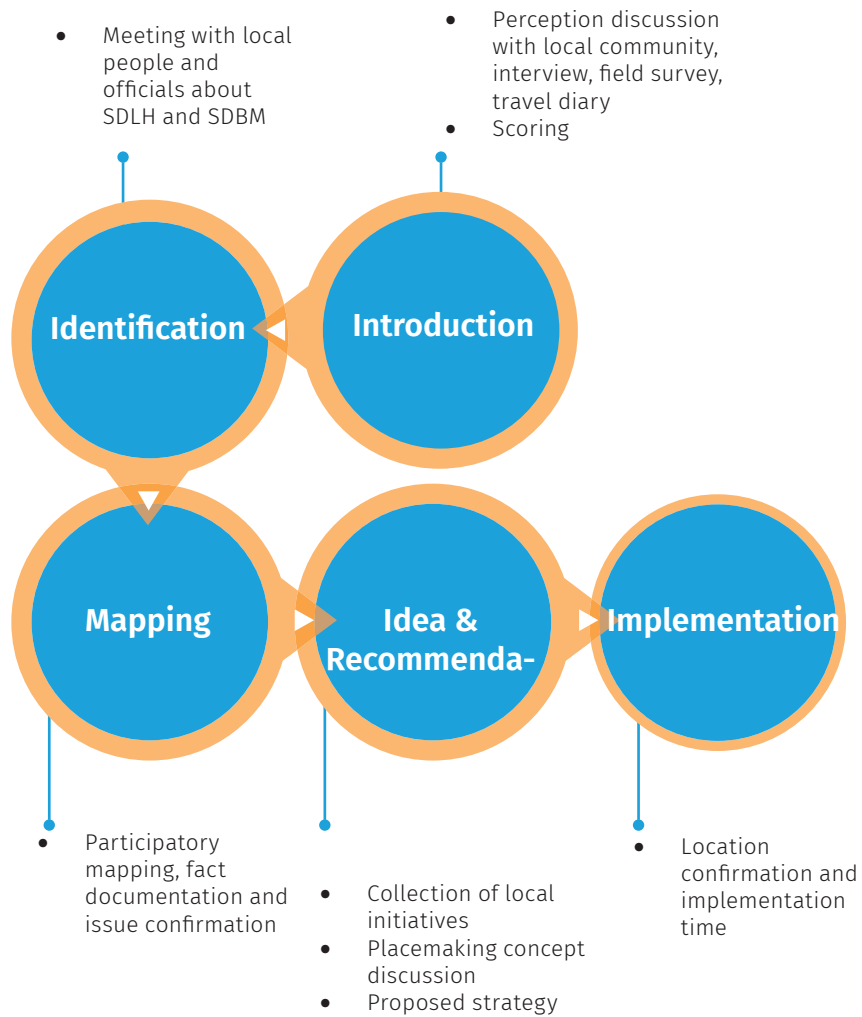 • Meeting with local
people and
officials about
SDLH and SDBM
• Perception discussion
with local community,
interview, field survey,
travel diary
• Scoring
Identification
Introduction
Mapping
Idea &
Recommenda-
Implementation
• Participatory
mapping, fact
documentation and
issue confirmation
• Collection of local
initiatives
• Placemaking concept
discussion
• Proposed strategy
• Location
confirmation and
implementation
time